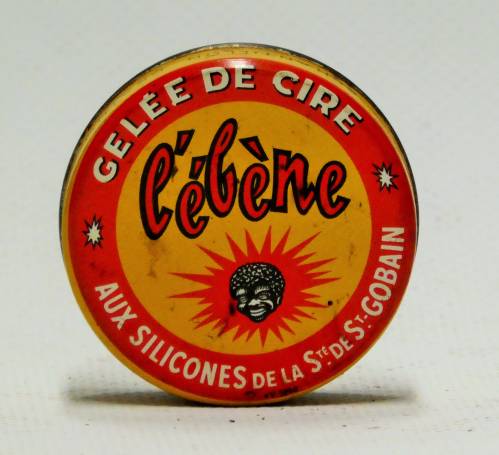 GELÉE DE CIRE
l'ébène
AUX SILICONES DE LA STÉ. DE ST.-GOBAIN